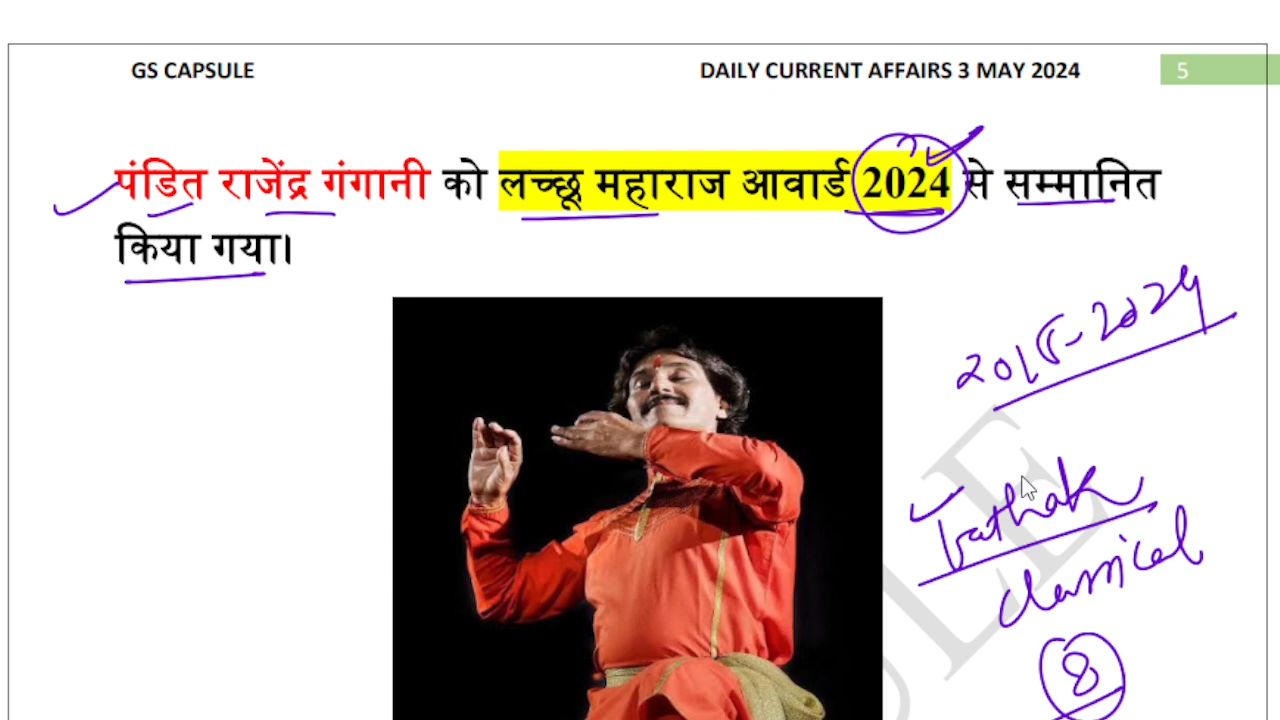 GS CAPSULE
DAILY CURRENT AFFAIRS 3 MAY 2024
5
पंडित राजेंद्र गंगानी को लच्छू महाराज आवार्ड 2024 से सम्मानित
किया गया।
2018-2024
Kathak
classical
8